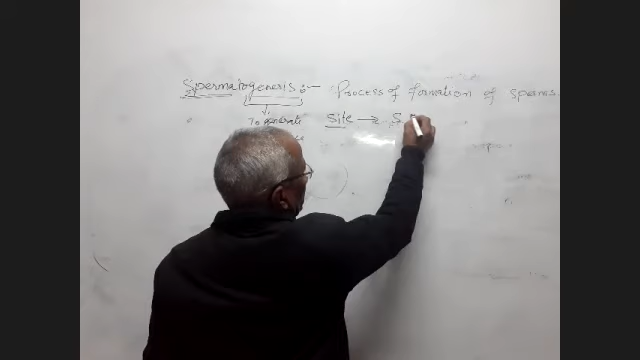 Spermatogenesis :- Process of formation of sperms.
To generate Site → S